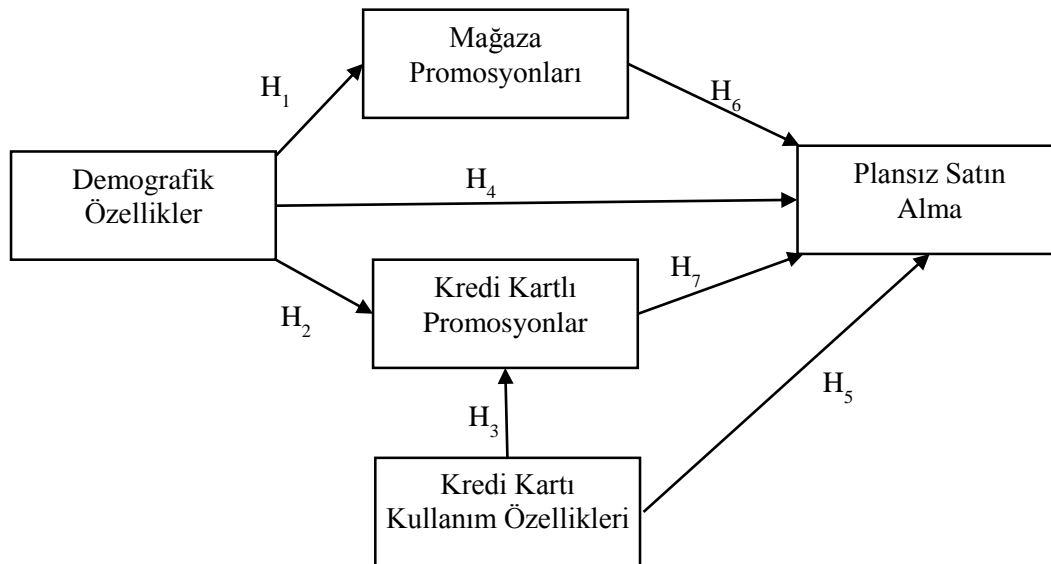 Mağaza
Promosyonları
H1
H6
Demografik
Özellikler
H4
Plansız Satın
Alma
H2
Kredi Kartlı
Promosyonlar
H7
H3
H5
Kredi Kartı
Kullanım Özellikleri